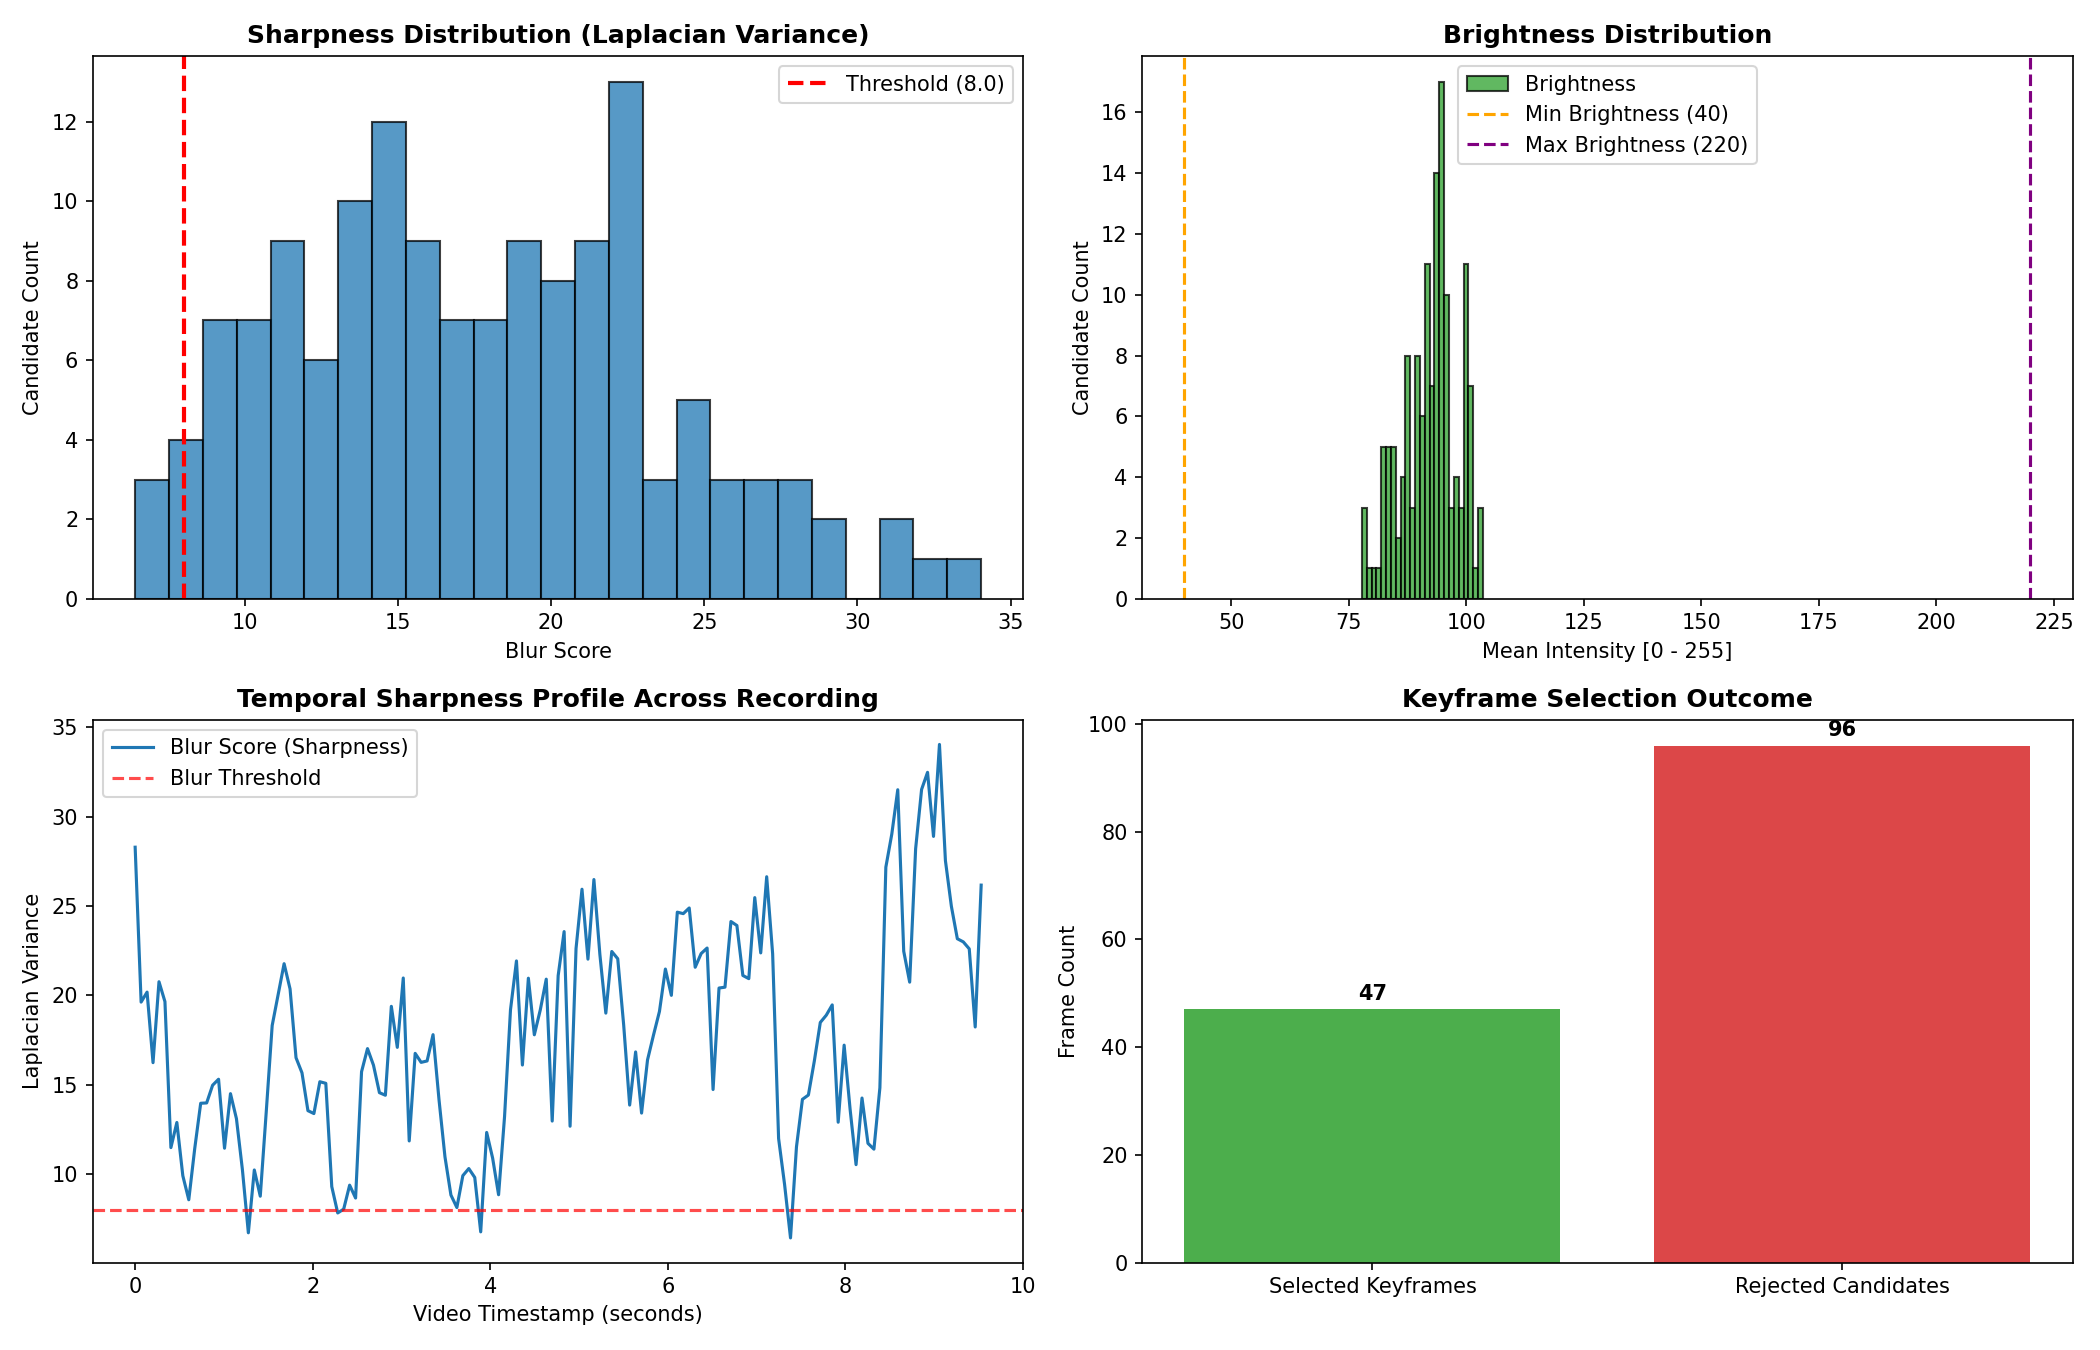 Sharpness Distribution (Laplacian Variance)
Threshold (8.0)
Candidate Count
0
2
4
6
8
10
12
10
15
20
25
30
35
Blur Score
Brightness Distribution
Brightness
Min Brightness (40)
Max Brightness (220)
Candidate Count
0
2
4
6
8
10
12
14
16
50
75
100
125
150
175
200
225
Mean Intensity [0 - 255]
Temporal Sharpness Profile Across Recording
Blur Score (Sharpness)
Blur Threshold
Laplacian Variance
10
15
20
25
30
35
0
2
4
6
8
10
Video Timestamp (seconds)
Keyframe Selection Outcome
Frame Count
0
20
40
60
80
100
47
96
Selected Keyframes
Rejected Candidates